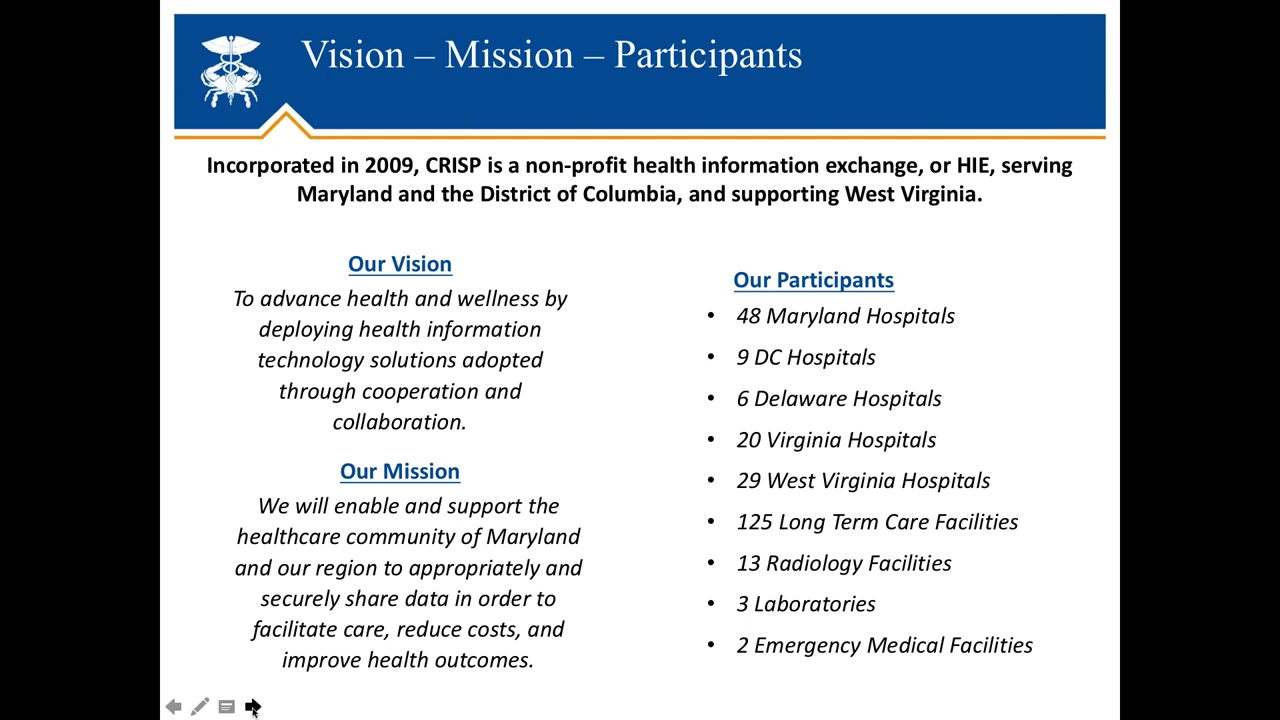 Vision – Mission – Participants
Incorporated in 2009, CRISP is a non-profit health information exchange, or HIE, serving
Maryland and the District of Columbia, and supporting West Virginia.
Our Vision
To advance health and wellness by
deploying health information
technology solutions adopted
through cooperation and
collaboration.
Our Mission
We will enable and support the
healthcare community of Maryland
and our region to appropriately and
securely share data in order to
facilitate care, reduce costs, and
improve health outcomes.
Our Participants
• 48 Maryland Hospitals
• 9 DC Hospitals
• 6 Delaware Hospitals
• 20 Virginia Hospitals
• 29 West Virginia Hospitals
• 125 Long Term Care Facilities
• 13 Radiology Facilities
• 3 Laboratories
• 2 Emergency Medical Facilities